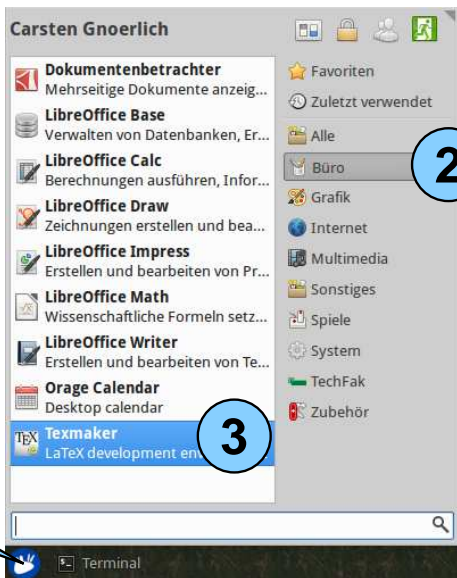 Carsten Gnoerlich
Dokumentenbetrachter
Mehrseitige Dokumente anzeig...
LibreOffice Base
Verwalten von Datenbanken, Er...
LibreOffice Calc
Berechnungen ausführen, Infor...
LibreOffice Draw
Zeichnungen erstellen und bea...
LibreOffice Impress
Erstellen und bearbeiten von Pr...
LibreOffice Math
Wissenschaftliche Formeln setz...
LibreOffice Writer
Erstellen und bearbeiten von Te...
Orage Calendar
Desktop calendar
TEX Texmaker
LaTeX development
3
Favoriten
Zuletzt verwendet
Alle
Büro
2
Grafik
Internet
Multimedia
Sonstiges
Spiele
System
TechFak
Zubehör
Terminal